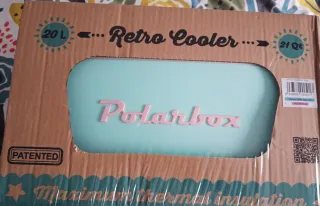 20 L
Retro Cooler
21 Qt
Polarbox
PATENTED
Maximum thermal insulation